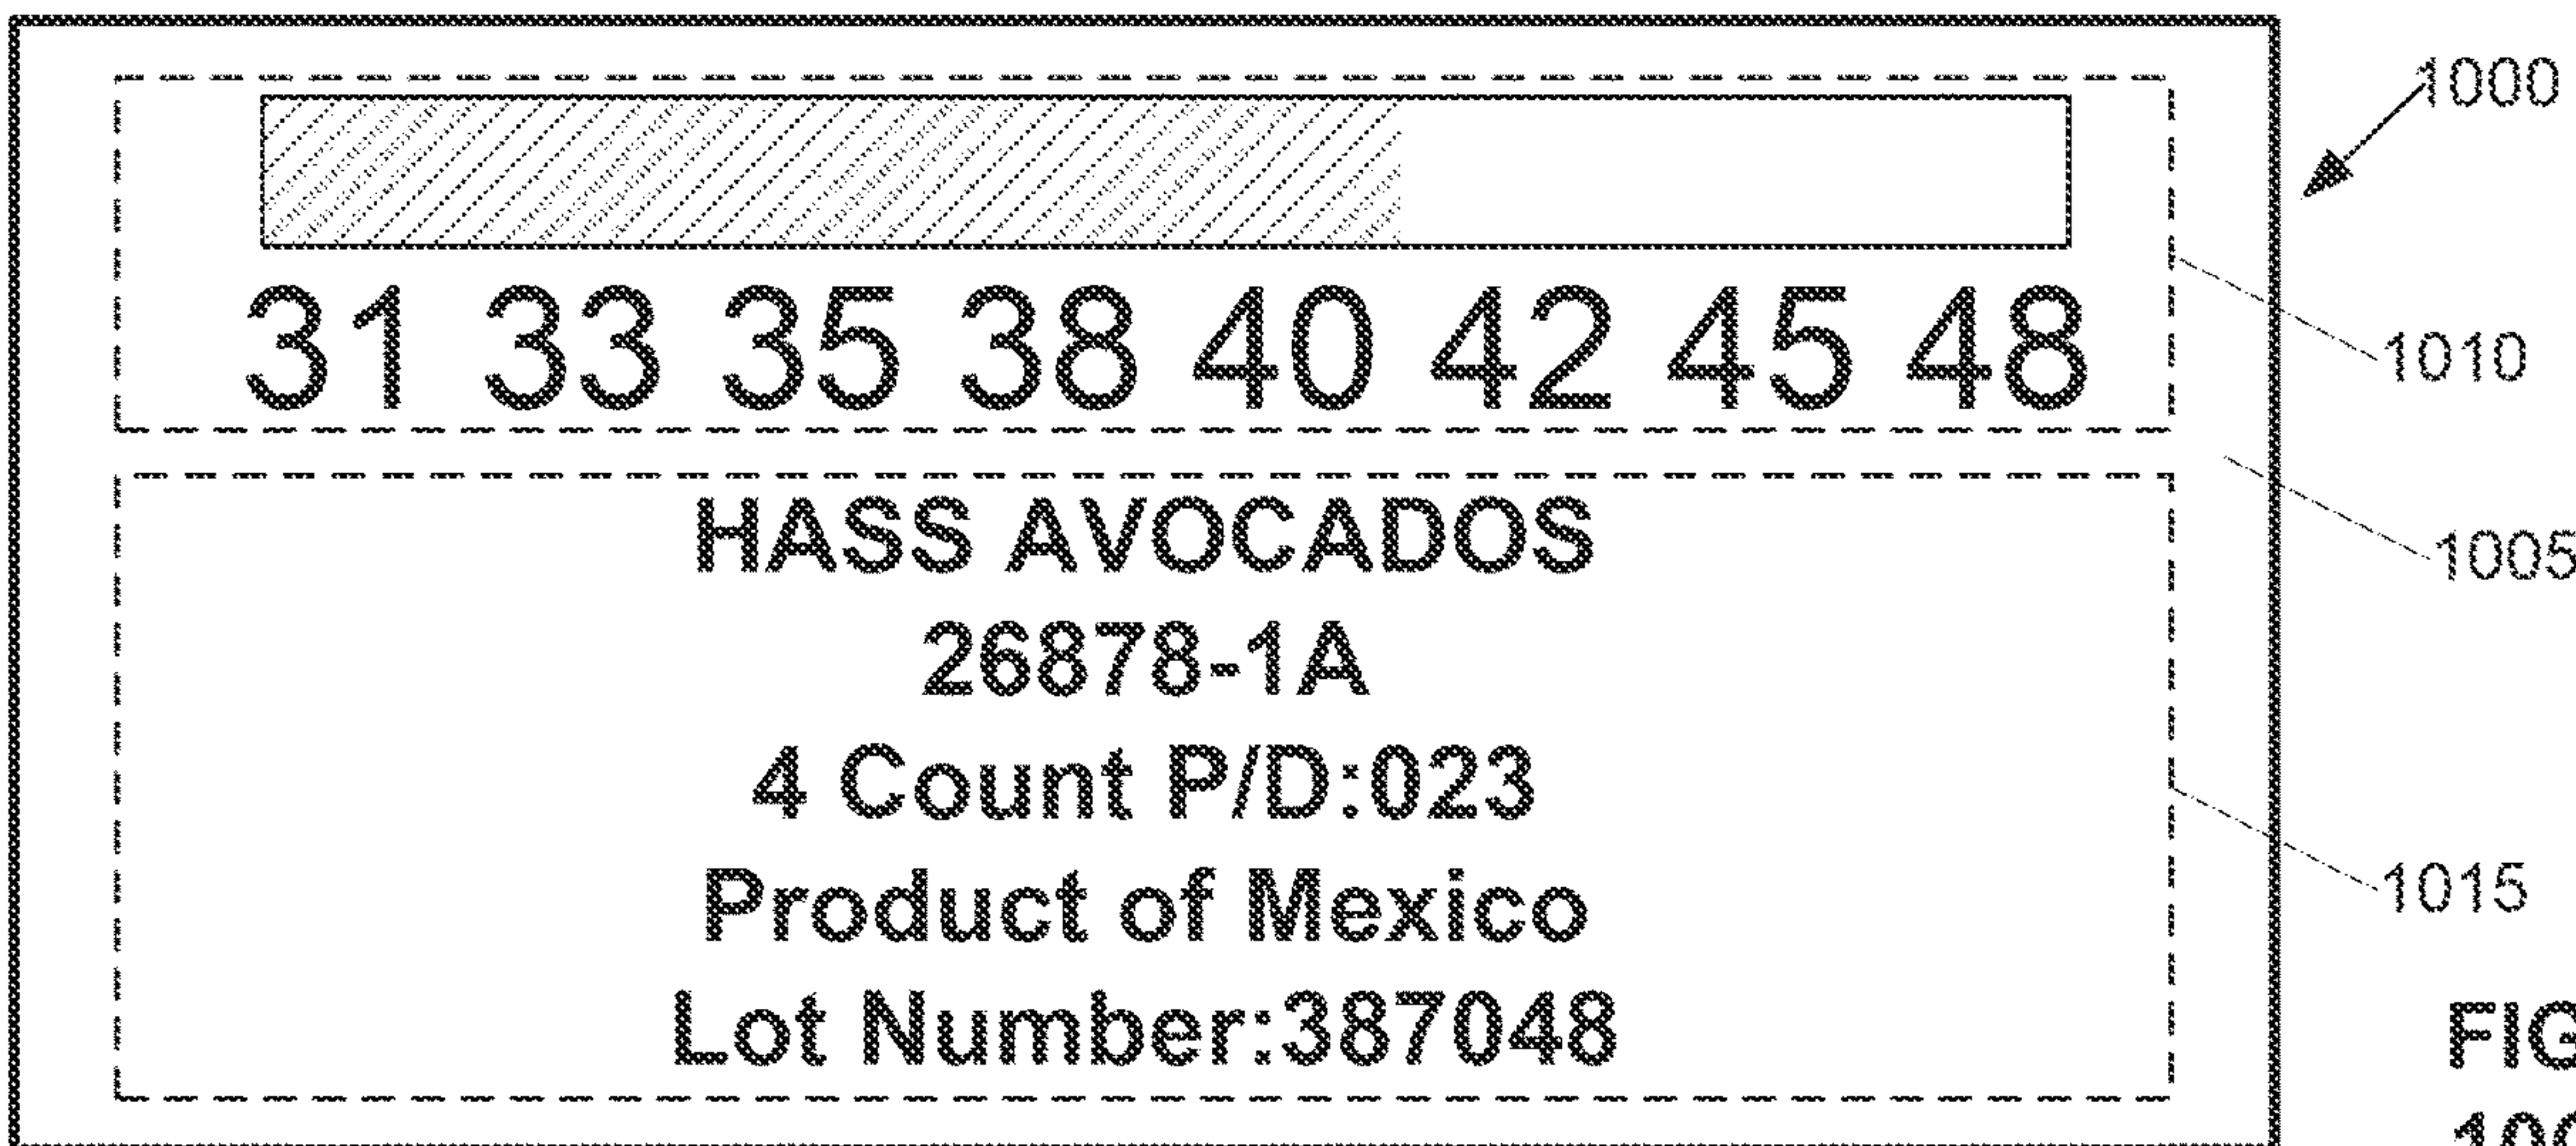 1000
31 33 35 38 40 42 45 48
1010
1005
HASS AVOCADOS
26878-1A
4 Count P/D:023
Product of Mexico
1015
Lot Number:387048